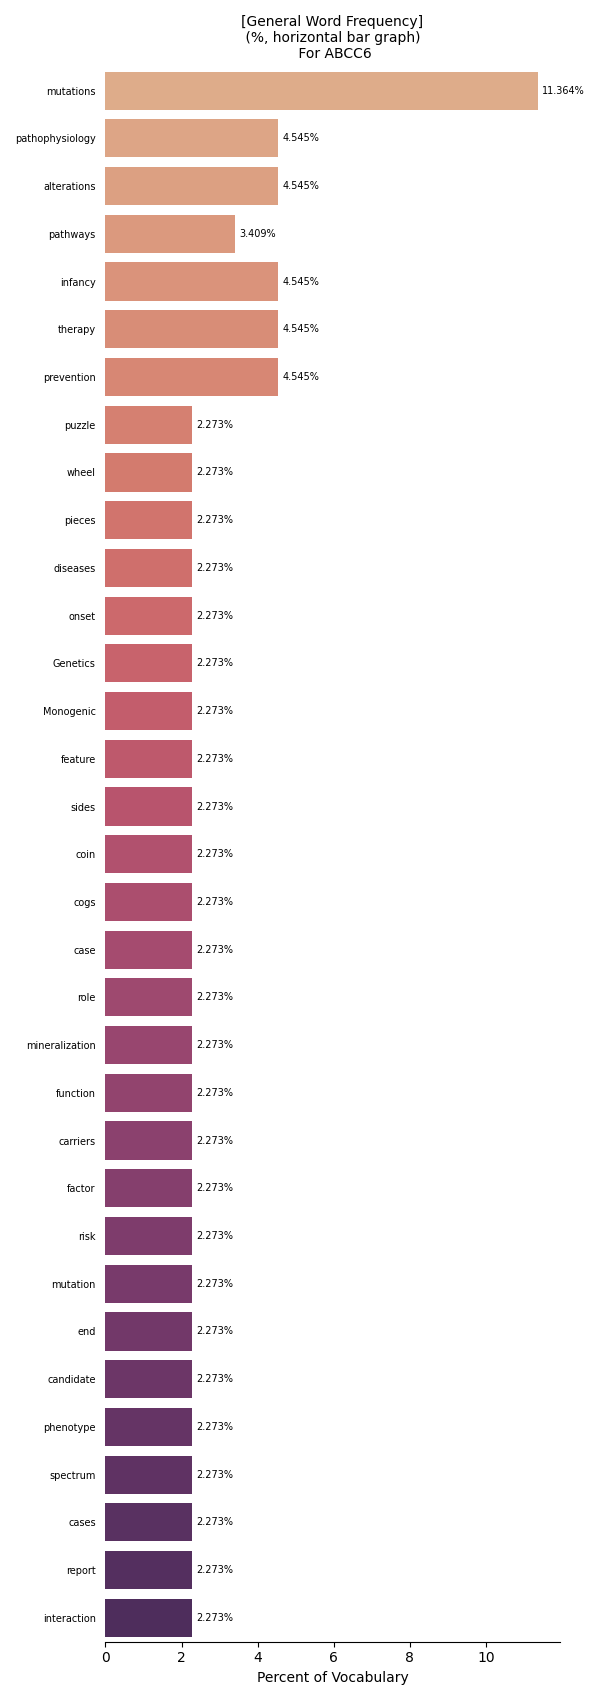 [General Word Frequency]
(%, horizontal bar graph)
For ABCC6
mutations 11.364%
pathophysiology 4.545%
alterations 4.545%
pathways 3.409%
infancy 4.545%
therapy 4.545%
prevention 4.545%
puzzle 2.273%
wheel 2.273%
pieces 2.273%
diseases 2.273%
onset 2.273%
Genetics 2.273%
Monogenic 2.273%
feature 2.273%
sides 2.273%
coin 2.273%
cogs 2.273%
case 2.273%
role 2.273%
mineralization 2.273%
function 2.273%
carriers 2.273%
factor 2.273%
risk 2.273%
mutation 2.273%
end 2.273%
candidate 2.273%
phenotype 2.273%
spectrum 2.273%
cases 2.273%
report 2.273%
interaction 2.273%
0 2 4 6 8 10
Percent of Vocabulary